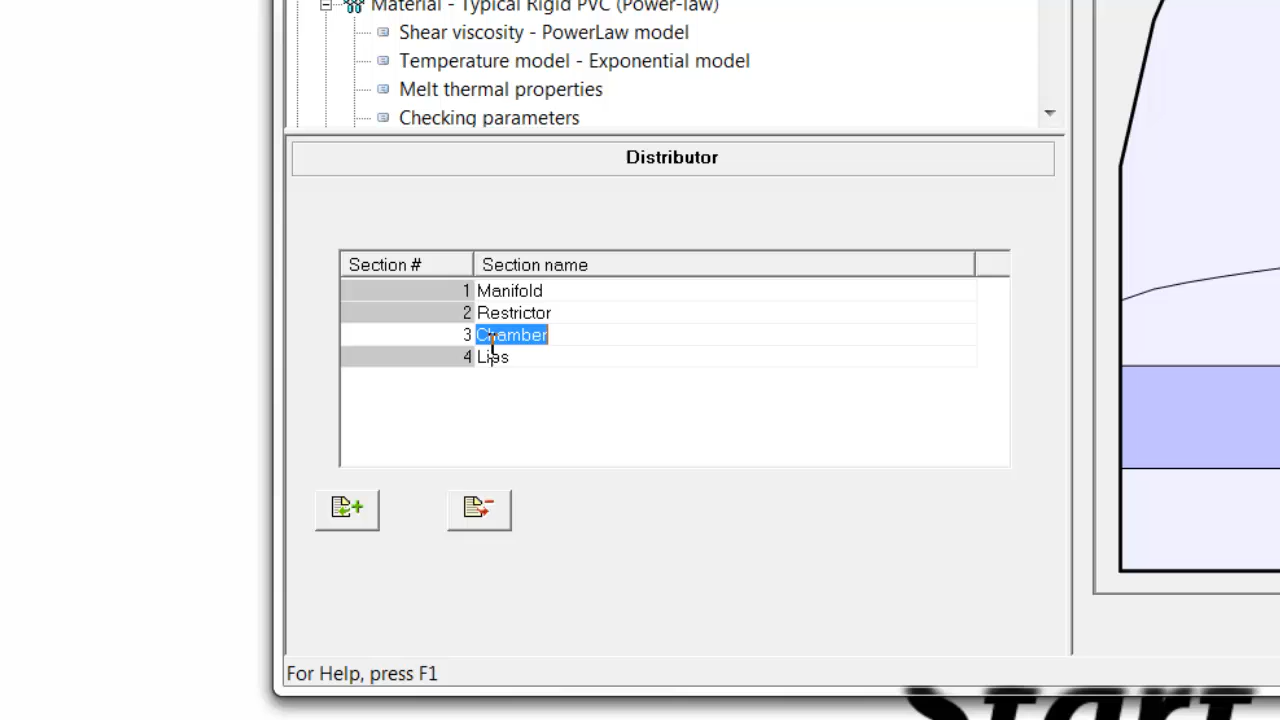 Material - Typical Rigid PVC (Power-law)
Shear viscosity - PowerLaw model
Temperature model - Exponential model
Melt thermal properties
Checking parameters
Distributor
Section # Section name
1 Manifold
2 Restrictor
3 Chamber
4 Lips
For Help, press F1
Start